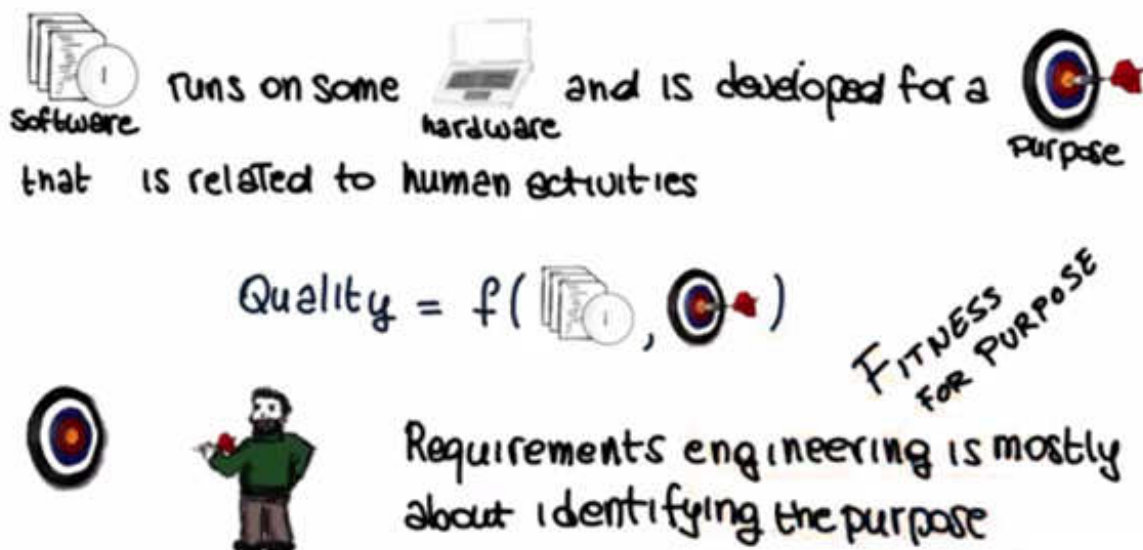 software runs on some hardware and is developed for a purpose
that is related to human activities
Quality = f( , )
FITNESS
FOR PURPOSE
Requirements engineering is mostly
about identifying the purpose